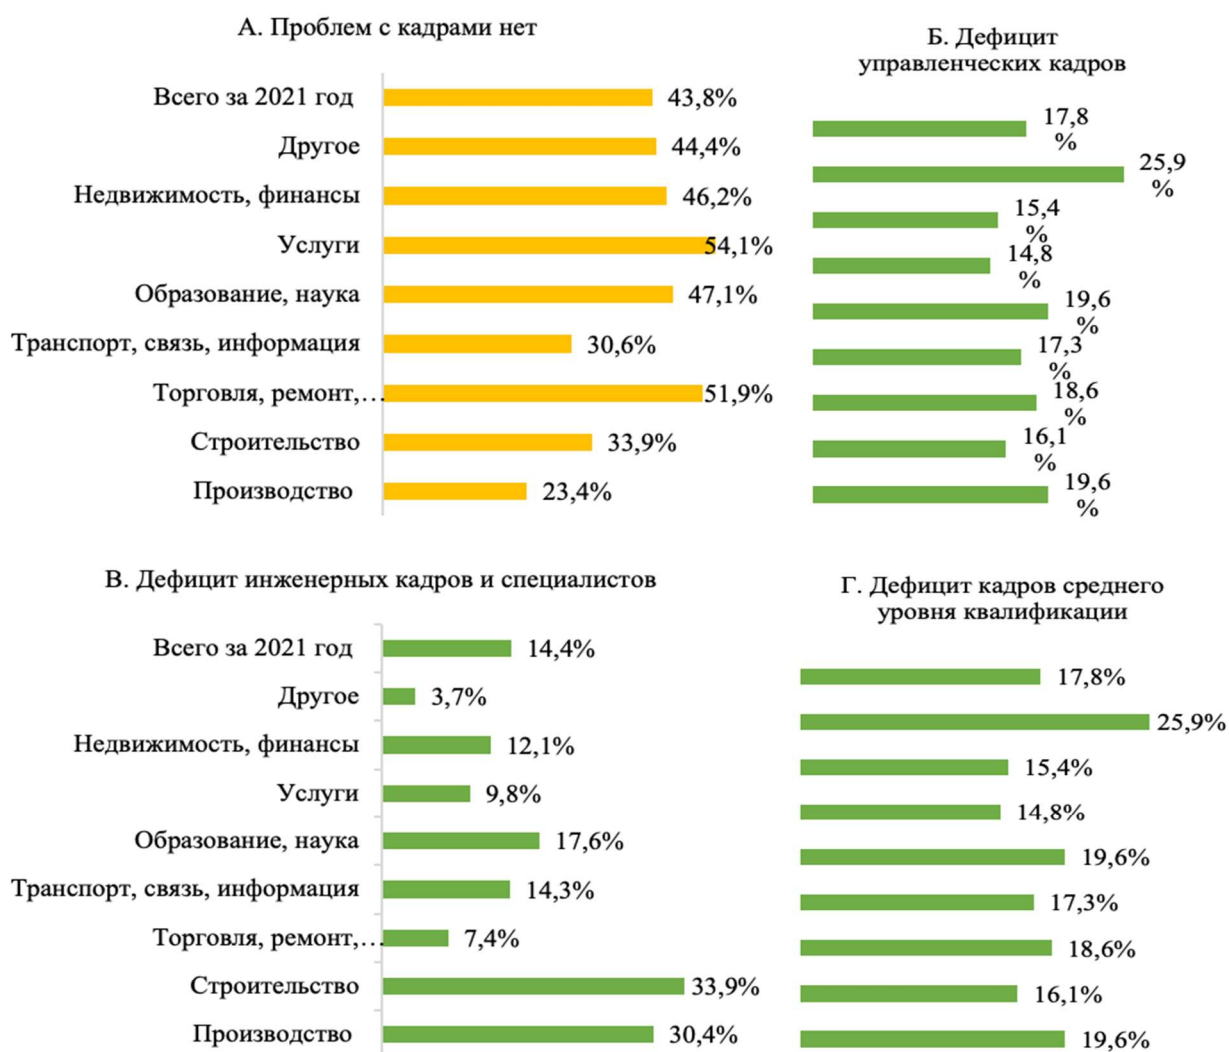 А. Проблем с кадрами нет
Всего за 2021 год 43,8%
Другое 44,4%
Недвижимость, финансы 46,2%
Услуги 54,1%
Образование, наука 47,1%
Транспорт, связь, информация 30,6%
Торговля, ремонт,… 51,9%
Строительство 33,9%
Производство 23,4%
Б. Дефицит
управленческих кадров
17,8
%
25,9
%
15,4
%
14,8
%
19,6
%
17,3
%
18,6
%
16,1
%
19,6
%
В. Дефицит инженерных кадров и специалистов
Всего за 2021 год 14,4%
Другое 3,7%
Недвижимость, финансы 12,1%
Услуги 9,8%
Образование, наука 17,6%
Транспорт, связь, информация 14,3%
Торговля, ремонт,… 7,4%
Строительство 33,9%
Производство 30,4%
Г. Дефицит кадров среднего
уровня квалификации
17,8%
25,9%
15,4%
14,8%
19,6%
17,3%
18,6%
16,1%
19,6%